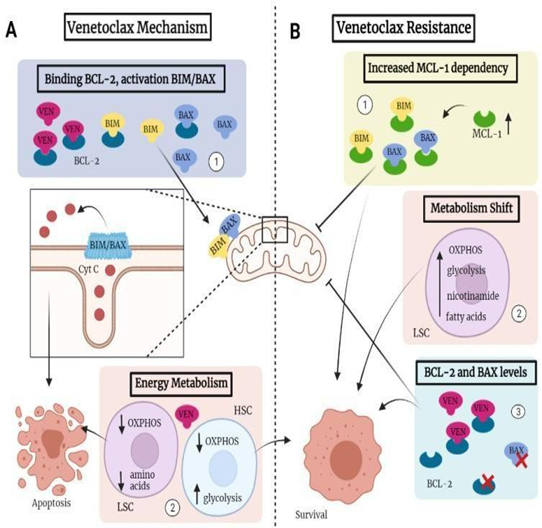 A
Venetoclax Mechanism
Binding BCL-2, activation BIM/BAX
VEN
VEN
VEN
BCL-2
BIM
BIM
BAX
BAX
BAX
1
BAX
BIM
BIM/BAX
Cyt C
Energy Metabolism
OXPHOS
amino
acids
LSC
VEN
HSC
OXPHOS
glycolysis
2
Apoptosis
B
Venetoclax Resistance
Increased MCL-1 dependency
1
BIM
BIM
BAX
BAX
MCL-1
Metabolism Shift
OXPHOS
glycolysis
nicotinamide
fatty acids
LSC
2
BCL-2 and BAX levels
VEN
VEN
VEN
3
BAX
BCL-2
Survival